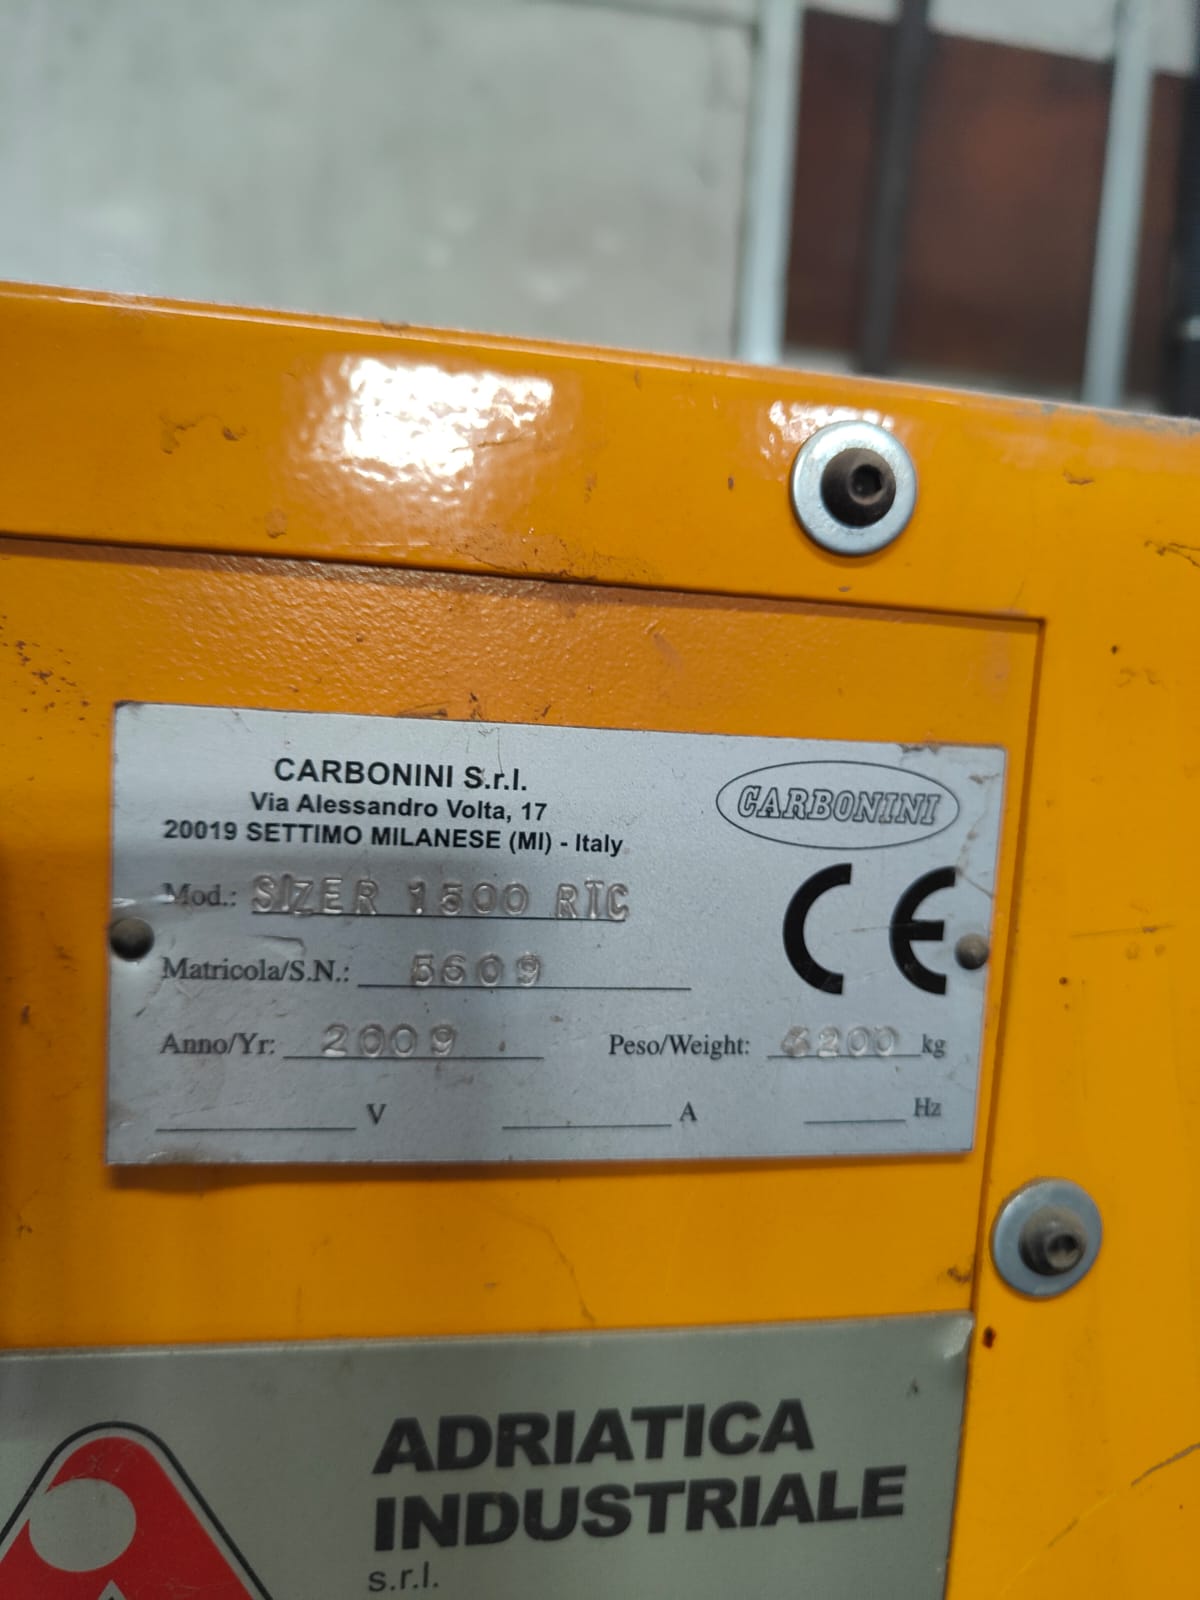 CARBONINI S.r.l.
Via Alessandro Volta, 17
20019 SETTIMO MILANESE (MI) - Italy
CARBONINI
Mod.: SIZER 1500 RTC
CE
Matricola/S.N.: 5609
Anno/Yr: 2009
Peso/Weight: kg
V A Hz
ADRIATICA
INDUSTRIALE
s.r.l.